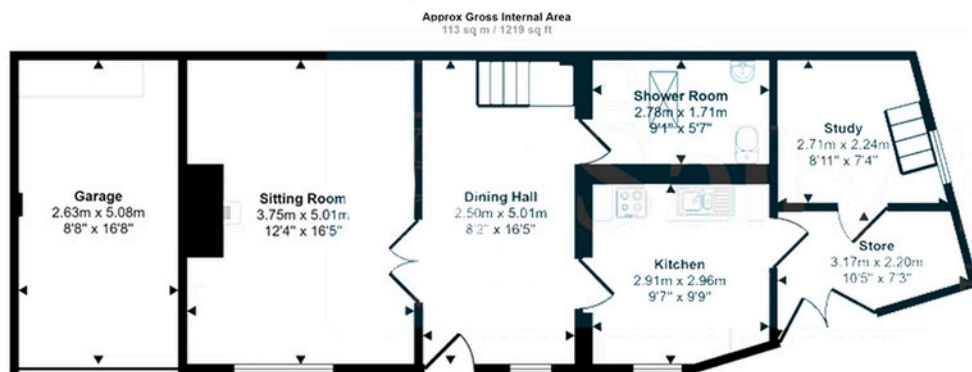 Approx Gross Internal Area
113 sq m / 1219 sq ft
Garage
2.63m x 5.08m
8'8" x 16'8"
Sitting Room
3.75m x 5.01m
12'4" x 16'5"
Dining Hall
2.50m x 5.01m
8'2" x 16'5"
Shower Room
2.78m x 1.71m
9'1" x 5'7"
Kitchen
2.91m x 2.96m
9'7" x 9'9"
Study
2.71m x 2.24m
8'11" x 7'4"
Store
3.17m x 2.20m
10'5" x 7'3"